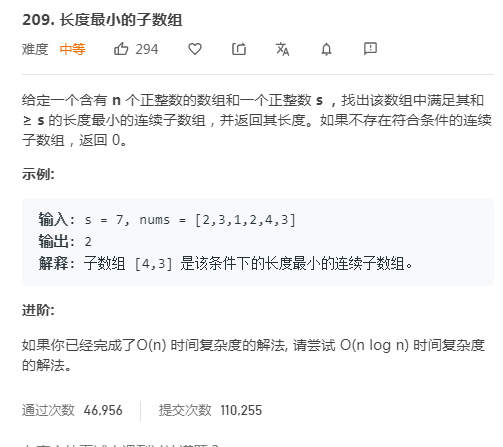 209. 长度最小的子数组
难度 中等 294
给定一个含有 n 个正整数的数组和一个正整数 s ，找出该数组中满足其和
≥ s 的长度最小的连续子数组，并返回其长度。如果不存在符合条件的连续
子数组，返回 0。
示例:
输入: s = 7, nums = [2,3,1,2,4,3]
输出: 2
解释: 子数组 [4,3] 是该条件下的长度最小的连续子数组。
进阶:
如果你已经完成了O(n) 时间复杂度的解法, 请尝试 O(n log n) 时间复杂度
的解法。
通过次数 46,956 提交次数 110,255